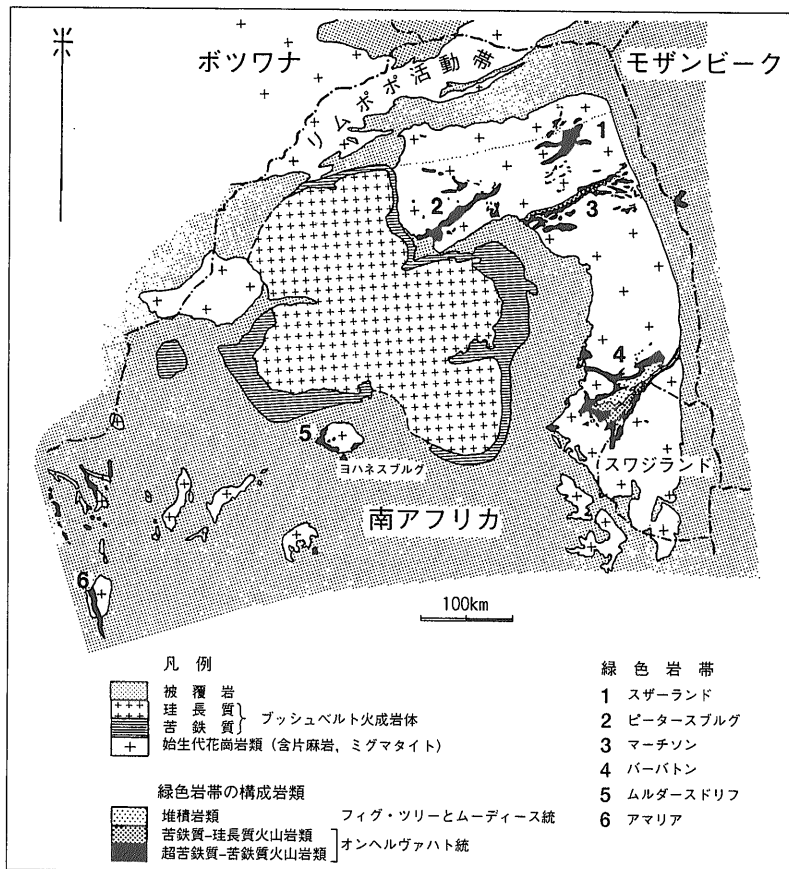 ボツワナ
モザンビーク
リムポポ活動帯
1
2
3
4
5
ヨハネスブルグ
スワジランド
南アフリカ
6
100km
凡例
被覆岩
珪長質
苦鉄質
ブッシュベルト火成岩体
始生代花崗岩類（含片麻岩，ミグマタイト）
緑色岩帯の構成岩類
堆積岩類 フィグ・ツリーとムーディース統
苦鉄質-珪長質火山岩類
超苦鉄質-苦鉄質火山岩類
オンヘルヴァハト統
緑色岩帯
1 スザーランド
2 ピータースブルグ
3 マーチソン
4 バーバトン
5 ムルダースドリフ
6 アマリア